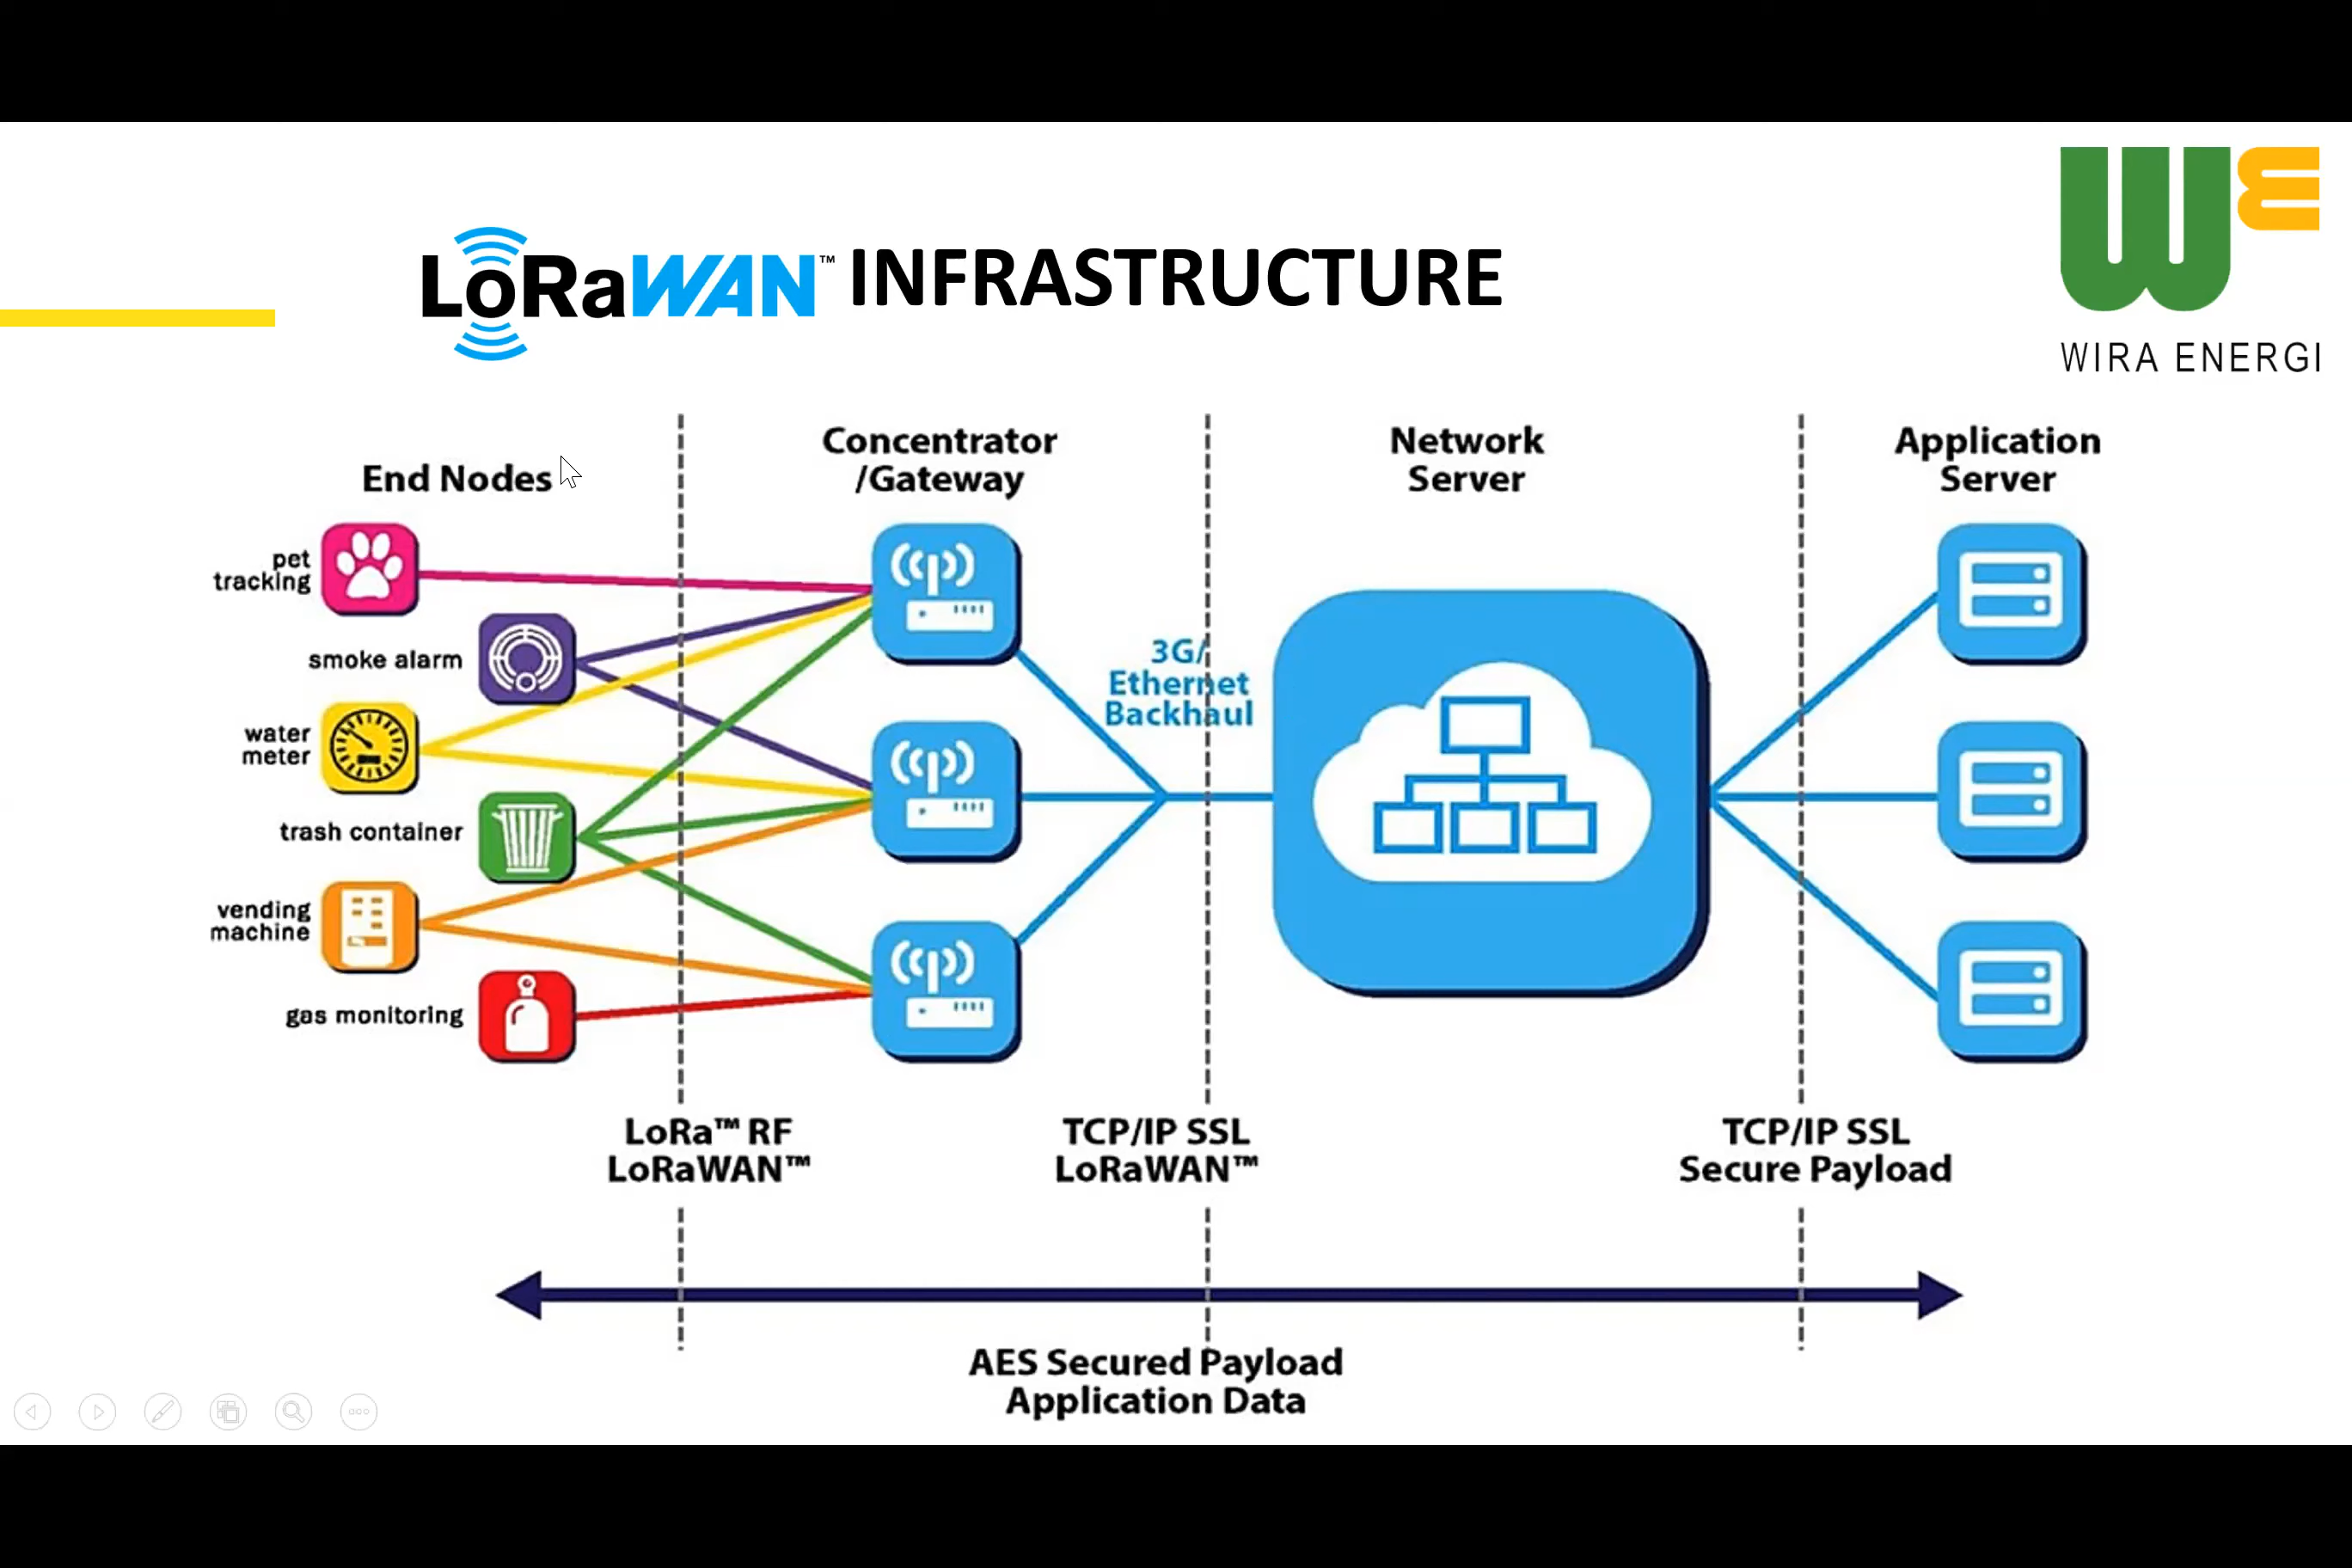 LoRaWAN™ INFRASTRUCTURE
WE
WIRA ENERGI
End Nodes
Concentrator
/Gateway
Network
Server
Application
Server
pet
tracking
smoke alarm
water
meter
trash container
vending
machine
gas monitoring
3G/
Ethernet
Backhaul
LoRa™ RF
LoRaWAN™
TCP/IP SSL
LoRaWAN™
TCP/IP SSL
Secure Payload
AES Secured Payload
Application Data